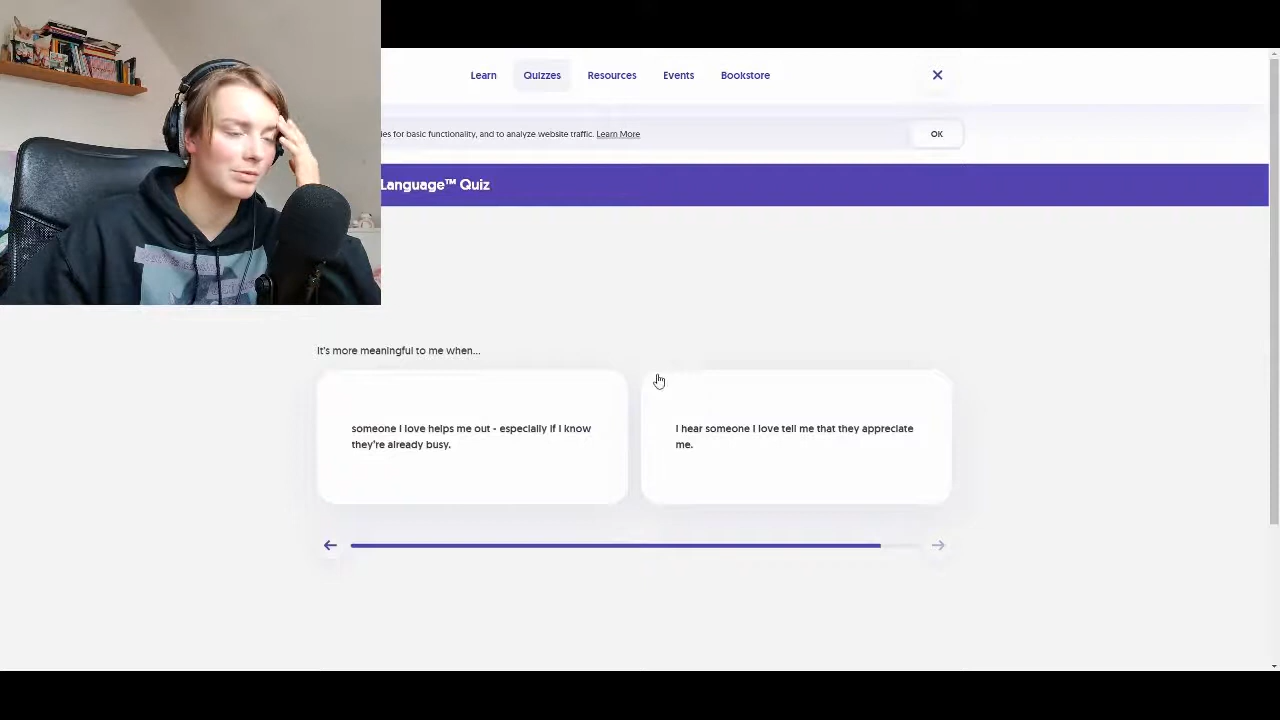 Learn Quizzes Resources Events Bookstore
for basic functionality, and to analyze website traffic. Learn More
OK
Language™ Quiz
It's more meaningful to me when...
someone I love helps me out - especially if I know
they're already busy.
I hear someone I love tell me that they appreciate
me.